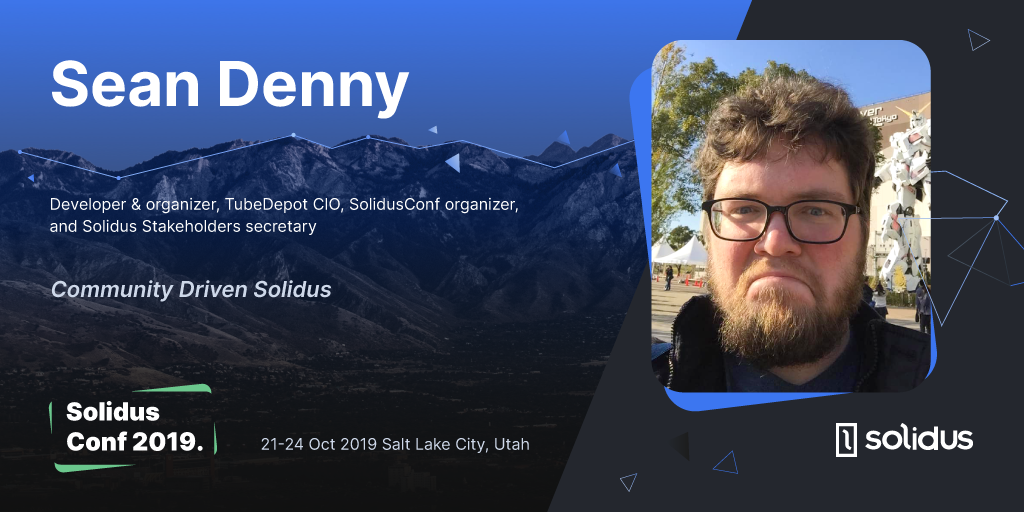 Sean Denny
Developer & organizer, TubeDepot CIO, SolidusConf organizer,
and Solidus Stakeholders secretary
Community Driven Solidus
Solidus
Conf 2019.
21-24 Oct 2019 Salt Lake City, Utah
Tokyo
solidus